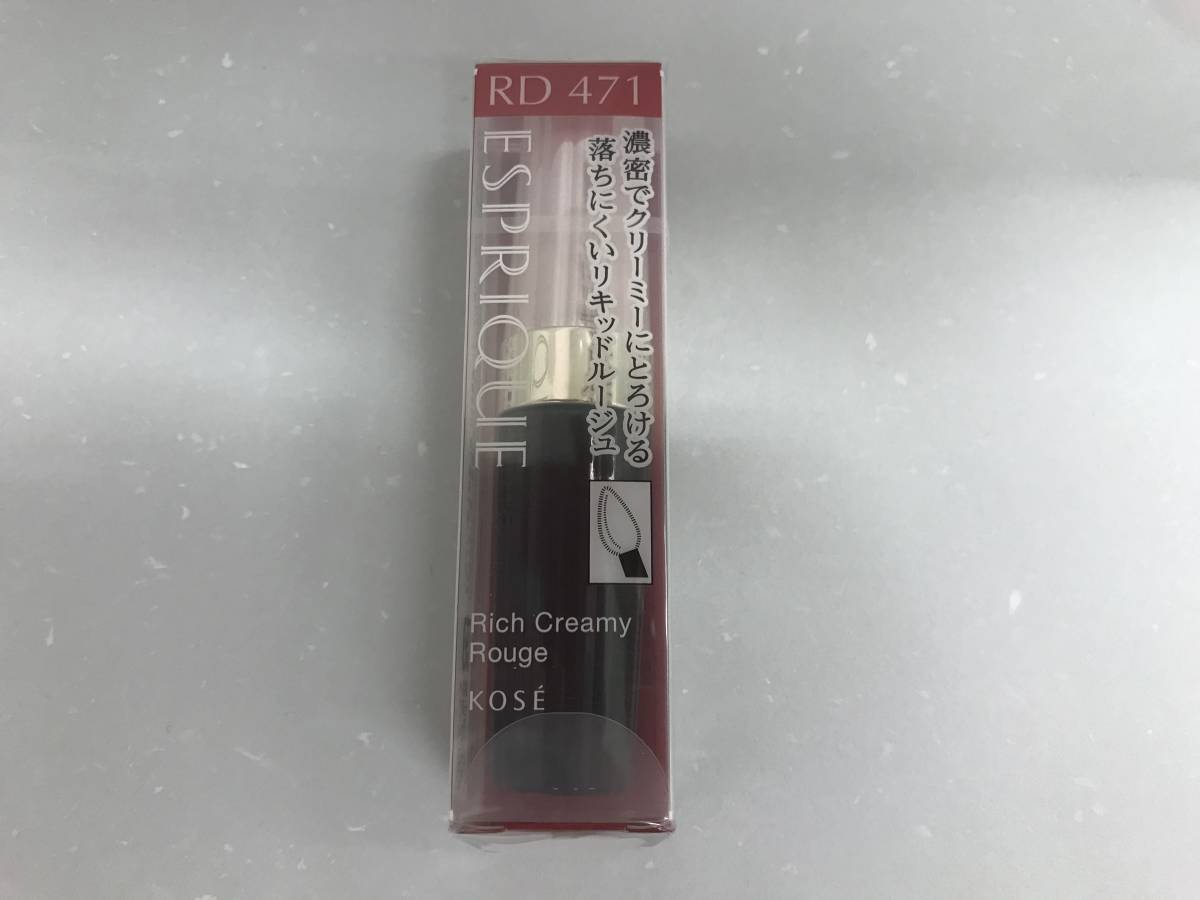 RD 471
ESPRIQUE
濃密でクリーミーにとろける
落ちにくいリキッドルージュ
Rich Creamy
Rouge
KOSÉ